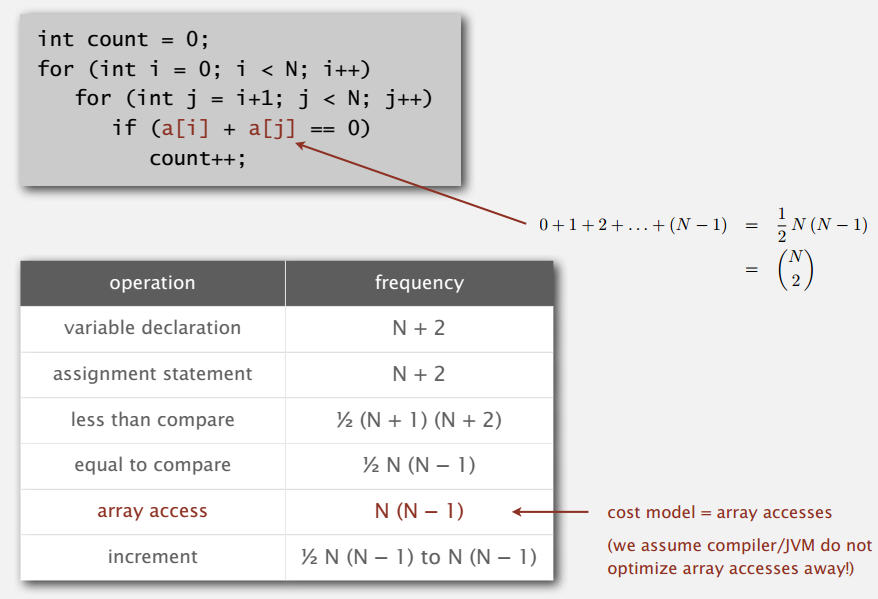 int count = 0;
for (int i = 0; i < N; i++)
for (int j = i+1; j < N; j++)
if (a[i] + a[j] == 0)
count++;
0 + 1 + 2 + . . . + (N − 1) = 1/2 N (N − 1)
= (N 2)
operation frequency
variable declaration N + 2
assignment statement N + 2
less than compare ½ (N + 1) (N + 2)
equal to compare ½ N (N − 1)
array access N (N − 1)
increment ½ N (N − 1) to N (N − 1)
cost model = array accesses
(we assume compiler/JVM do not
optimize array accesses away!)